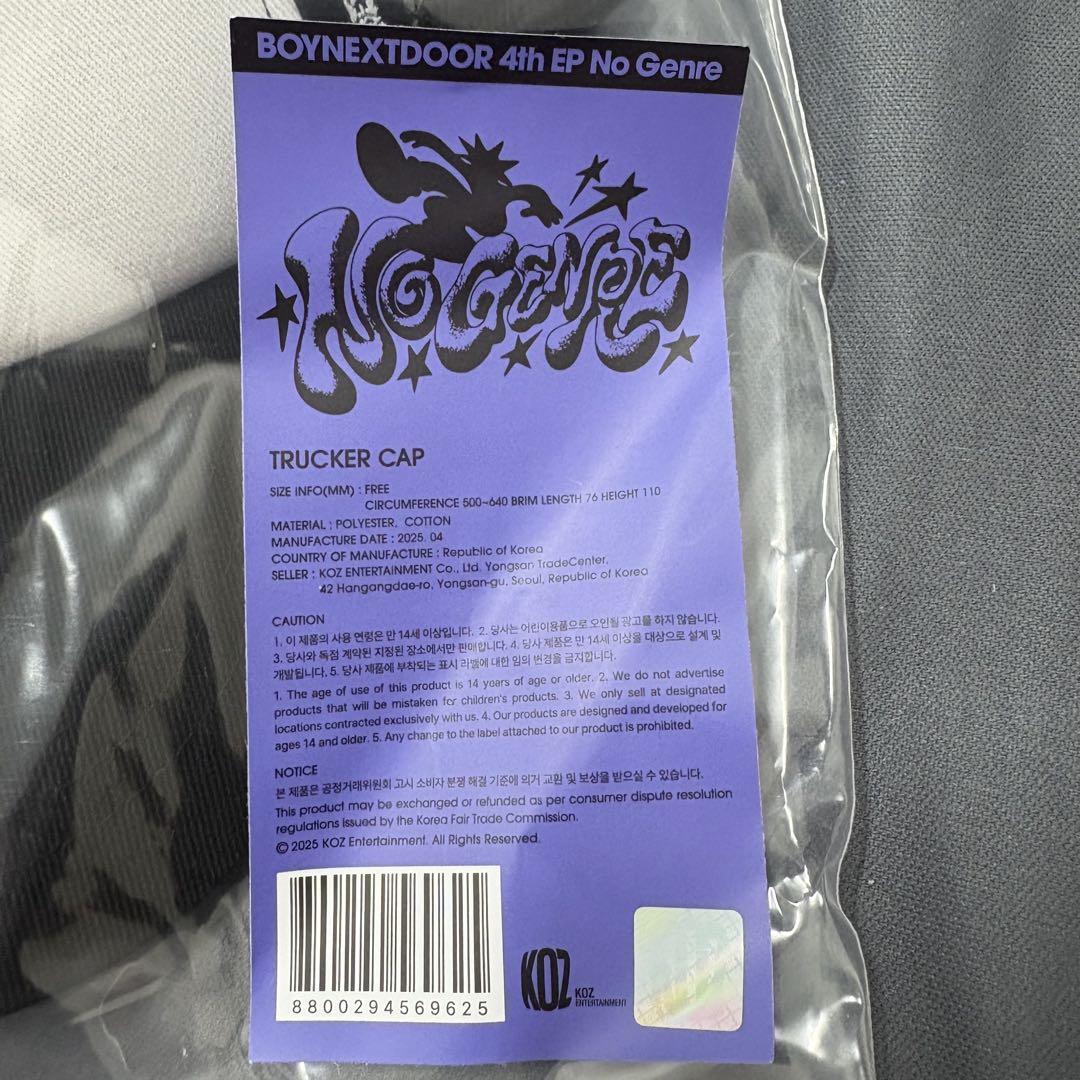 BOYNEXTDOOR 4th EP No Genre
NO GENRE
TRUCKER CAP
SIZE INFO(MM) : FREE
CIRCUMFERENCE 500~640 BRIM LENGTH 76 HEIGHT 110
MATERIAL : POLYESTER, COTTON
MANUFACTURE DATE : 2025. 04
COUNTRY OF MANUFACTURE : Republic of Korea
SELLER : KOZ ENTERTAINMENT Co., Ltd. Yongsan TradeCenter,
42 Hangangdae-ro, Yongsan-gu, Seoul, Republic of Korea
CAUTION
1. 이 제품의 사용 연령은 만 14세 이상입니다. 2. 당사는 어린이용품으로 오인될 광고를 하지 않습니다.
3. 당사와 독점 계약된 지정된 장소에서만 판매합니다. 4. 당사 제품은 만 14세 이상을 대상으로 설계 및
개발됩니다. 5. 당사 제품에 부착되는 표시 라벨에 대한 임의 변경을 금지합니다.
1. The age of use of this product is 14 years of age or older. 2. We do not advertise
products that will be mistaken for children's products. 3. We only sell at designated
locations contracted exclusively with us. 4. Our products are designed and developed for
ages 14 and older. 5. Any change to the label attached to our product is prohibited.
NOTICE
본 제품은 공정거래위원회 고시 소비자 분쟁 해결 기준에 의거 교환 및 보상을 받으실 수 있습니다.
This product may be exchanged or refunded as per consumer dispute resolution
regulations issued by the Korea Fair Trade Commission.
© 2025 KOZ Entertainment. All Rights Reserved.
8800294569625
KOZ
KOZ
ENTERTAINMENT